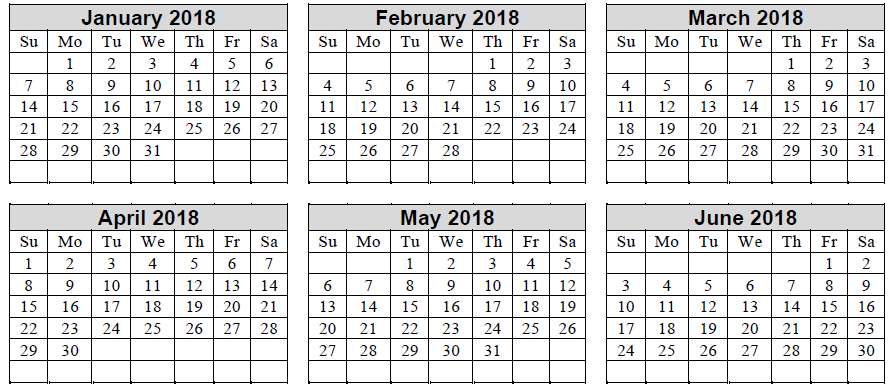 January 2018
Su Mo Tu We Th Fr Sa
1 2 3 4 5 6
7 8 9 10 11 12 13
14 15 16 17 18 19 20
21 22 23 24 25 26 27
28 29 30 31
February 2018
Su Mo Tu We Th Fr Sa
1 2 3
4 5 6 7 8 9 10
11 12 13 14 15 16 17
18 19 20 21 22 23 24
25 26 27 28
March 2018
Su Mo Tu We Th Fr Sa
1 2 3
4 5 6 7 8 9 10
11 12 13 14 15 16 17
18 19 20 21 22 23 24
25 26 27 28 29 30 31
April 2018
Su Mo Tu We Th Fr Sa
1 2 3 4 5 6 7
8 9 10 11 12 13 14
15 16 17 18 19 20 21
22 23 24 25 26 27 28
29 30
May 2018
Su Mo Tu We Th Fr Sa
1 2 3 4 5
6 7 8 9 10 11 12
13 14 15 16 17 18 19
20 21 22 23 24 25 26
27 28 29 30 31
June 2018
Su Mo Tu We Th Fr Sa
1 2
3 4 5 6 7 8 9
10 11 12 13 14 15 16
17 18 19 20 21 22 23
24 25 26 27 28 29 30